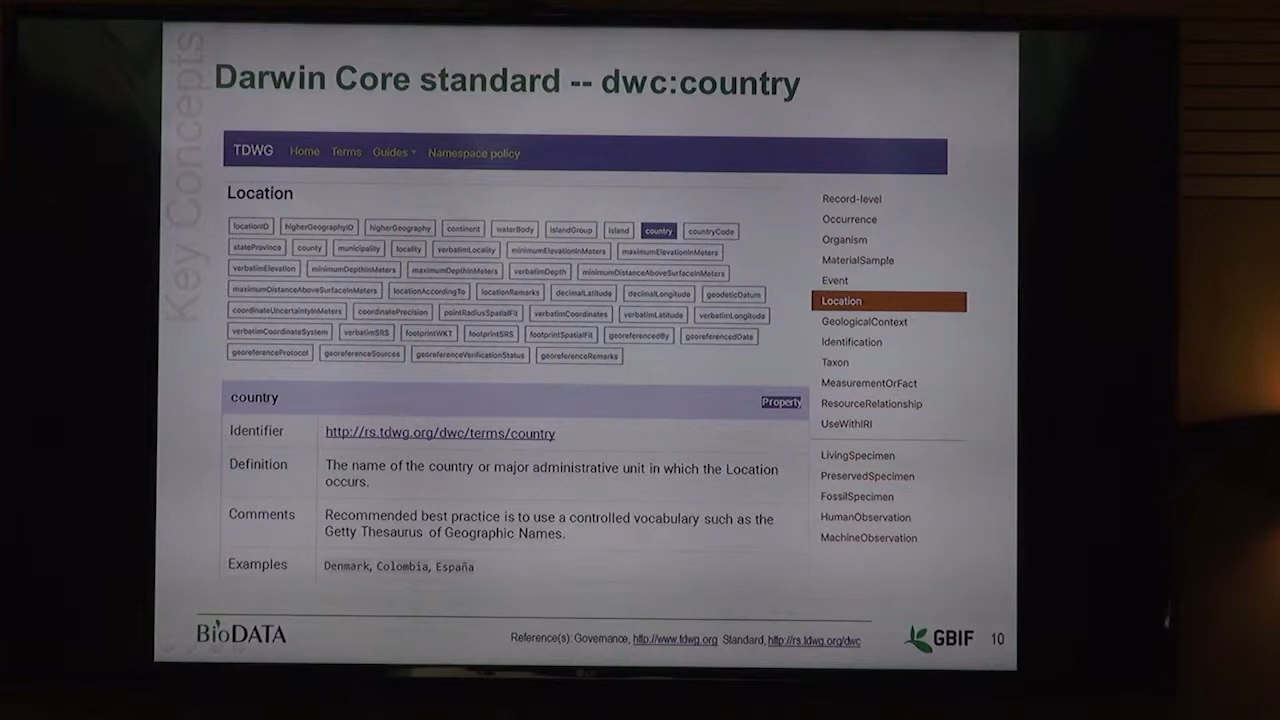 Key Concepts
Darwin Core standard -- dwc:country
TDWG Home Terms Guides Namespace policy
Location
locationID higherGeographyID higherGeography continent waterBody islandGroup island country countryCode
stateProvince county municipality locality verbatimLocality minimumElevationInMeters maximumElevationInMeters
verbatimElevation minimumDepthInMeters maximumDepthInMeters verbatimDepth minimumDistanceAboveSurfaceInMeters
maximumDistanceAboveSurfaceInMeters locationAccordingTo locationRemarks decimalLatitude decimalLongitude geodeticDatum
coordinateUncertaintyInMeters coordinatePrecision pointRadiusSpatialFit verbatimCoordinates verbatimLatitude verbatimLongitude
verbatimCoordinateSystem verbatimSRS footprintWKT footprintSRS footprintSpatialFit georeferencedBy georeferencedDate
georeferenceProtocol georeferenceSources georeferenceVerificationStatus georeferenceRemarks
country Property
Identifier http://rs.tdwg.org/dwc/terms/country
Definition The name of the country or major administrative unit in which the Location
occurs.
Comments Recommended best practice is to use a controlled vocabulary such as the
Getty Thesaurus of Geographic Names.
Examples Denmark, Colombia, España
Record-level
Occurrence
Organism
MaterialSample
Event
Location
GeologicalContext
Identification
Taxon
MeasurementOrFact
ResourceRelationship
UseWithIRI
LivingSpecimen
PreservedSpecimen
FossilSpecimen
HumanObservation
MachineObservation
BioDATA
Reference(s): Governance, http://www.tdwg.org Standard, http://rs.tdwg.org/dwc
GBIF 10